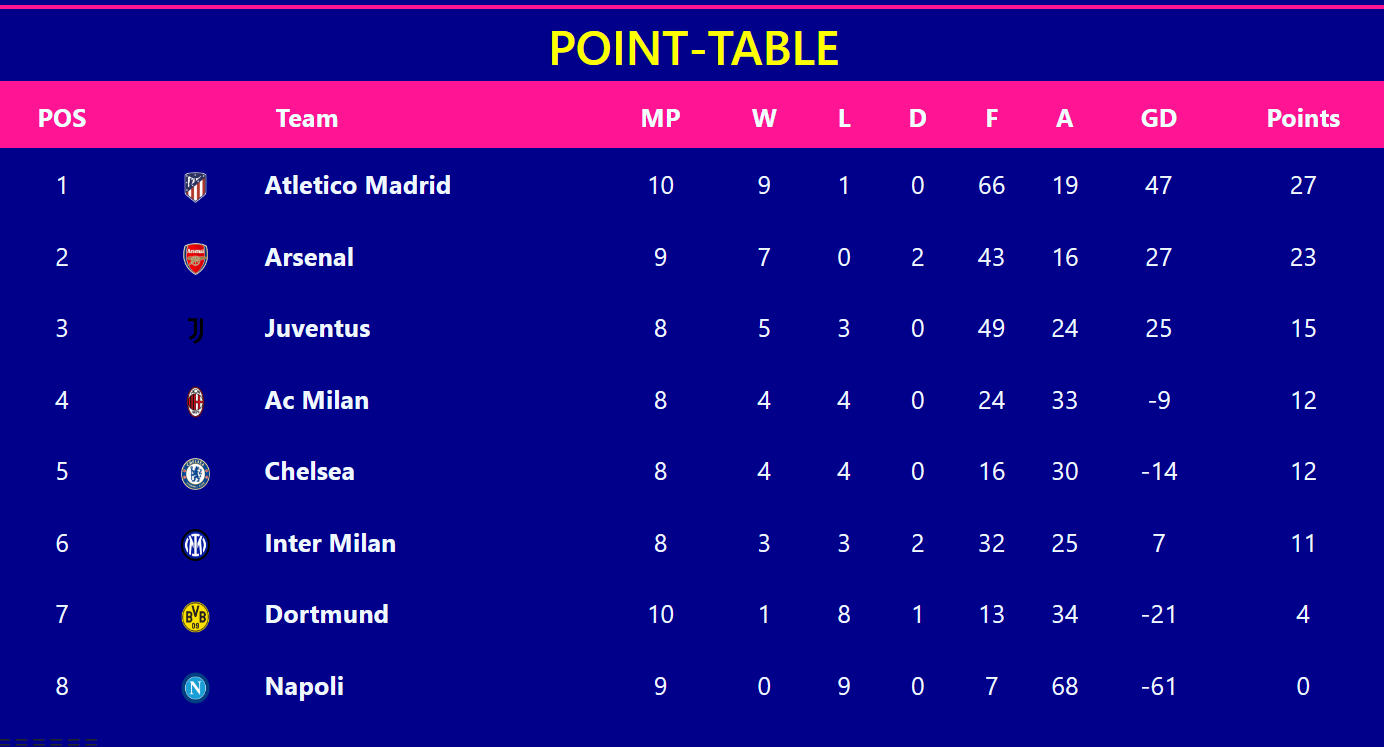 POINT-TABLE
POS Team MP W L D F A GD Points
1 Atletico Madrid 10 9 1 0 66 19 47 27
2 Arsenal 9 7 0 2 43 16 27 23
3 Juventus 8 5 3 0 49 24 25 15
4 Ac Milan 8 4 4 0 24 33 -9 12
5 Chelsea 8 4 4 0 16 30 -14 12
6 Inter Milan 8 3 3 2 32 25 7 11
7 Dortmund 10 1 8 1 13 34 -21 4
8 Napoli 9 0 9 0 7 68 -61 0